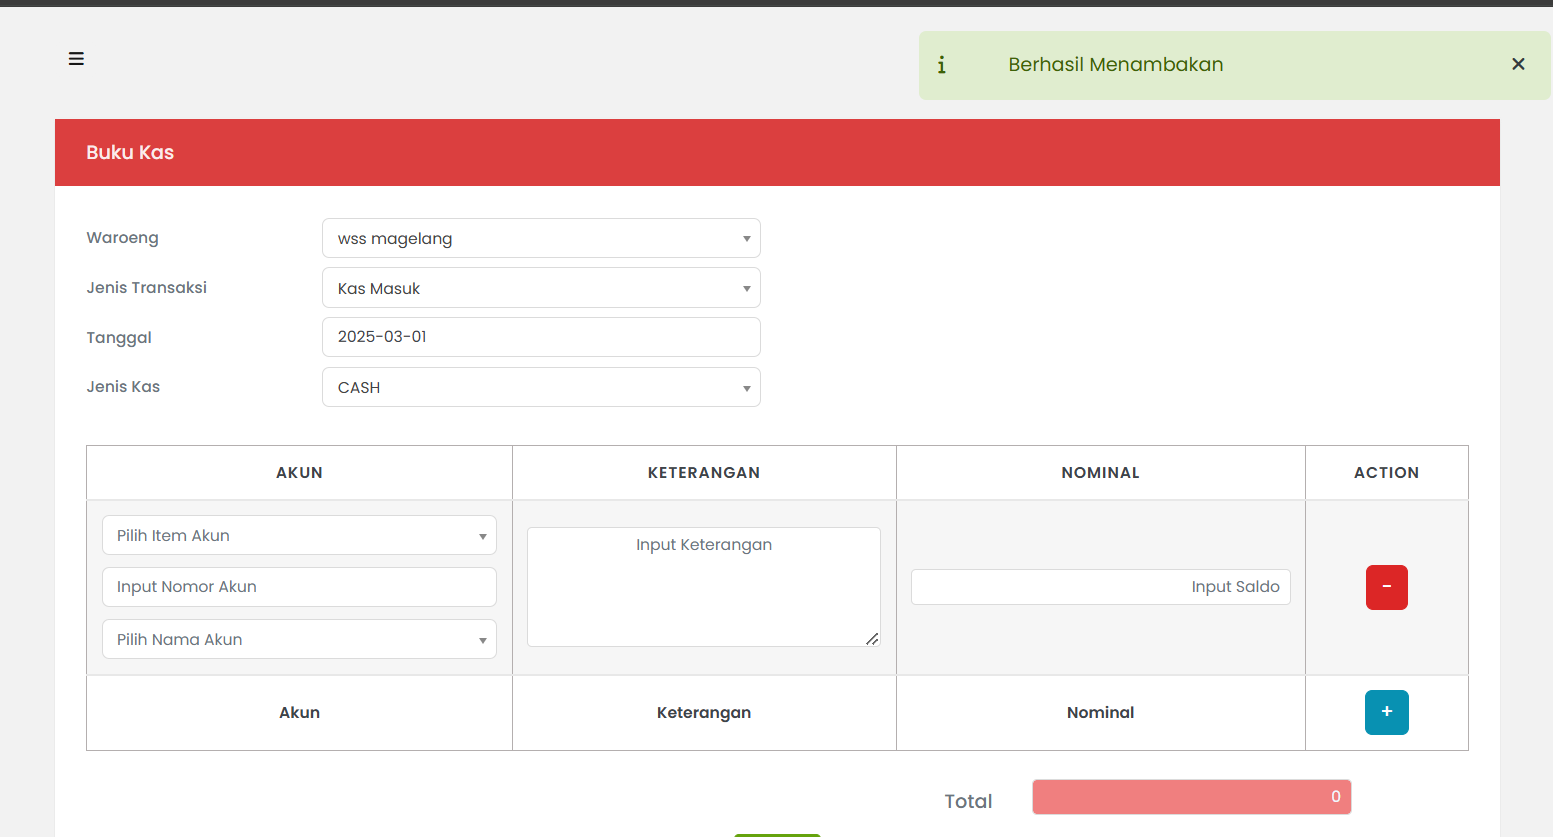 Berhasil Menambakan
Buku Kas
Waroeng
wss magelang
Jenis Transaksi
Kas Masuk
Tanggal
2025-03-01
Jenis Kas
CASH
AKUN KETERANGAN NOMINAL ACTION
Pilih Item Akun
Input Nomor Akun
Pilih Nama Akun
Input Keterangan
Input Saldo
-
Akun Keterangan Nominal +
Total 0